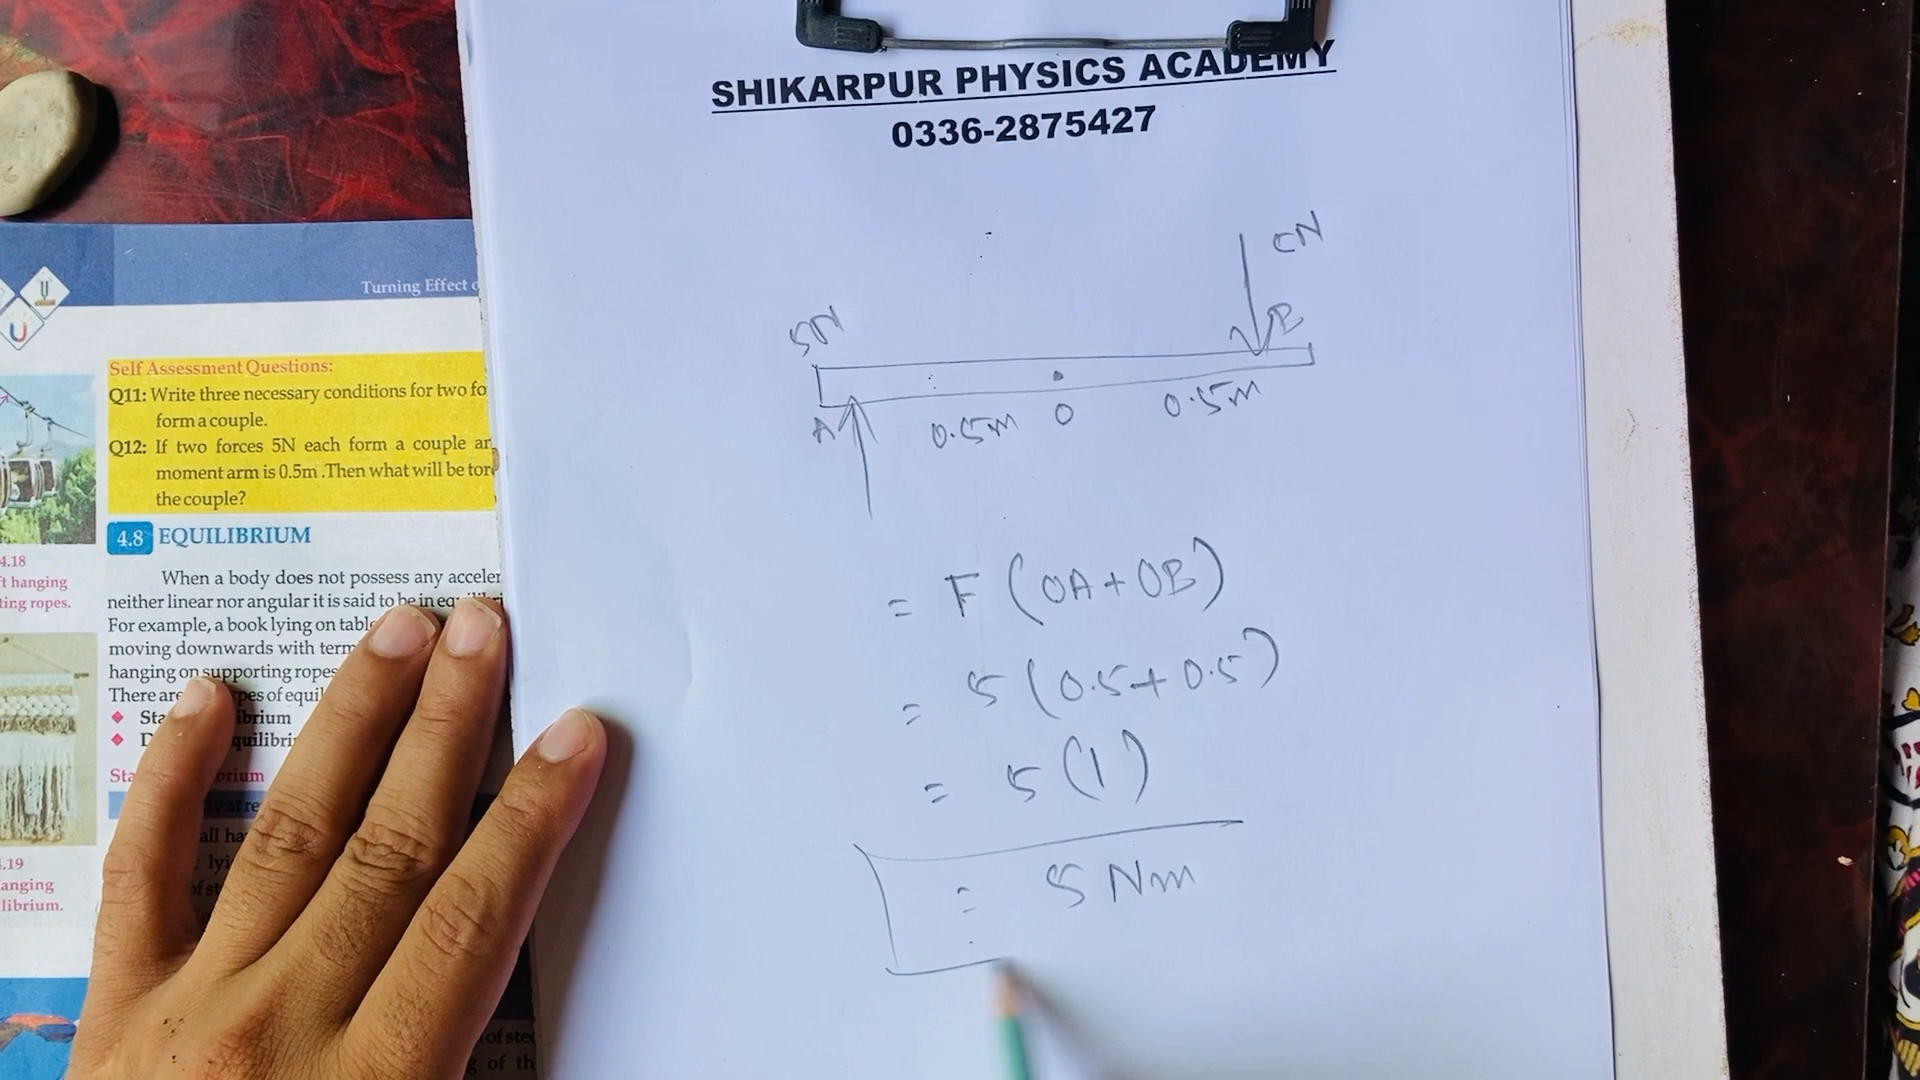 SHIKARPUR PHYSICS ACADEMY
0336-2875427
Turning Effect
Self Assessment Questions:
Q11: Write three necessary conditions for two fo
form a couple.
Q12: If two forces 5N each form a couple an
moment arm is 0.5m .Then what will be tor
the couple?
4.8 EQUILIBRIUM
When a body does not possess any acceler
neither linear nor angular it is said to be in
For example, a book lying on
moving downwards with term
hanging on supporting ropes
There are
4.18
hanging
ting ropes.
.19
anging
librium.
of the
5N
5N
A
B
0.5m
O
0.5m
= F (OA + OB)
= 5 (0.5 + 0.5)
= 5 (1)
= 5 Nm